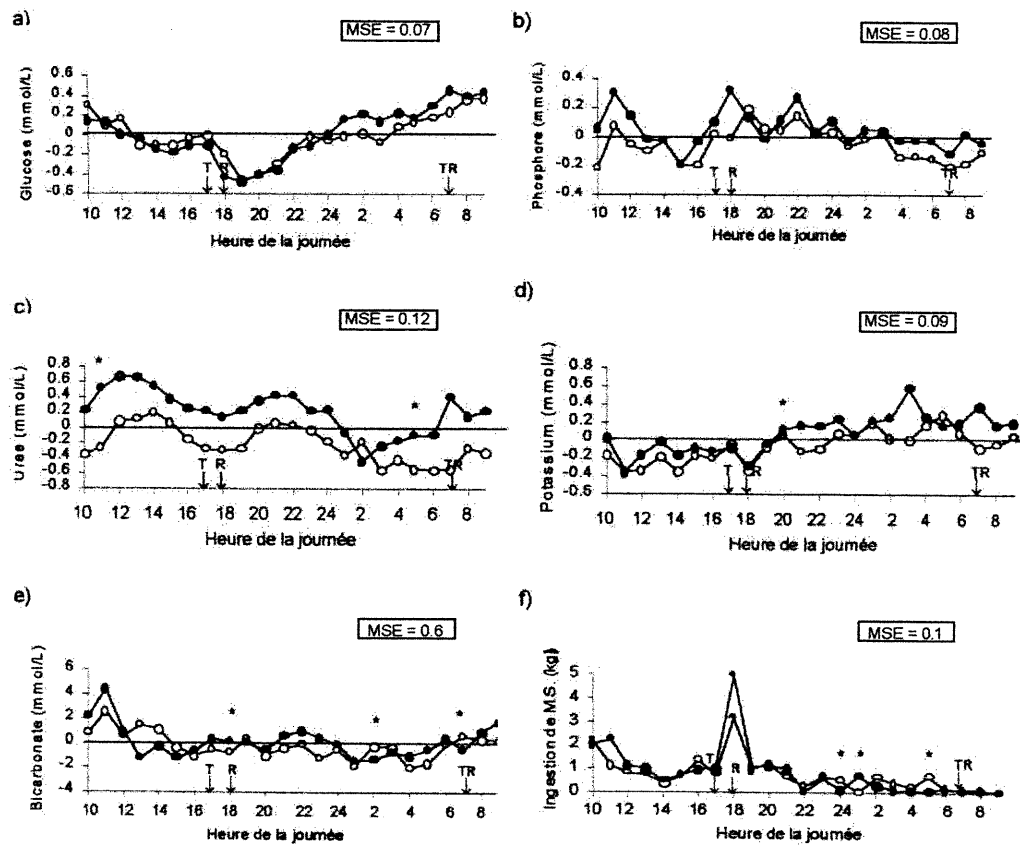 a)
MSE = 0.07
Glucose (mmol/L)
0.6
0.4
0.2
0
-0.2
-0.4
-0.6
T R TR
10 12 14 16 18 20 22 24 2 4 6 8
Heure de la journée
b)
MSE = 0.08
Phosphore (mmol/L)
0.4
0.2
0
-0.2
-0.4
T R TR
10 12 14 16 18 20 22 24 2 4 6 8
Heure de la journée
c)
MSE = 0.12
Urée (mmol/L)
0.8
0.6
0.4
0.2
0
-0.2
-0.4
-0.6
-0.8
* *
T R TR
10 12 14 16 18 20 22 24 2 4 6 8
Heure de la journée
d)
MSE = 0.09
Potassium (mmol/L)
0.8
0.6
0.4
0.2
0
-0.2
-0.4
-0.6
*
T R TR
10 12 14 16 18 20 22 24 2 4 6 8
Heure de la journée
e)
MSE = 0.6
Bicarbonate (mmol/L)
6
4
2
0
-2
-4
* * *
T R TR
10 12 14 16 18 20 22 24 2 4 6 8
Heure de la journée
f)
MSE = 0.1
Ingestion de M.S. (kg)
5
4
3
2
1
0
* * *
T R TR
10 12 14 16 18 20 22 24 2 4 6 8
Heure de la journée